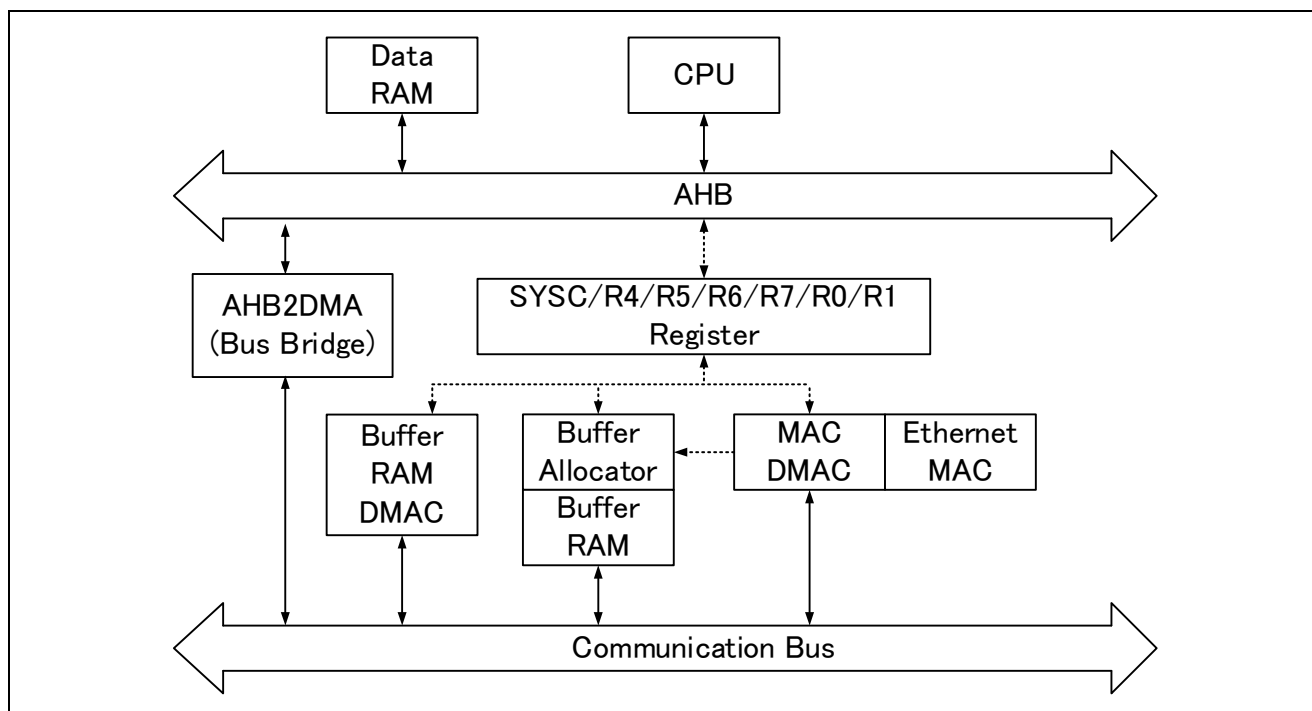 Data
RAM
CPU
AHB
AHB2DMA
(Bus Bridge)
SYSC/R4/R5/R6/R7/R0/R1
Register
Buffer
RAM
DMAC
Buffer
Allocator
Buffer
RAM
MAC
DMAC
Ethernet
MAC
Communication Bus